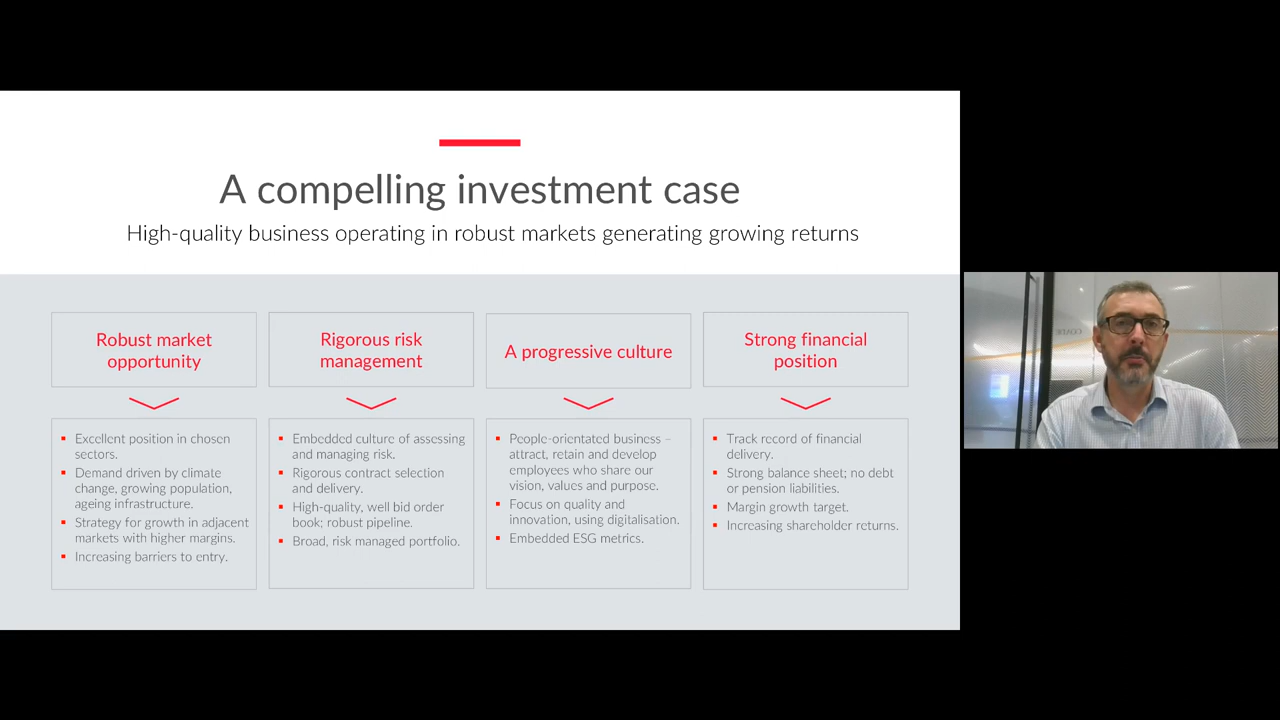 A compelling investment case
High-quality business operating in robust markets generating growing returns
Robust market
opportunity
Excellent position in chosen
sectors.
Demand driven by climate
change, growing population,
ageing infrastructure.
Strategy for growth in adjacent
markets with higher margins.
Increasing barriers to entry.
Rigorous risk
management
Embedded culture of assessing
and managing risk.
Rigorous contract selection
and delivery.
High-quality, well bid order
book; robust pipeline.
Broad, risk managed portfolio.
A progressive culture
People-orientated business –
attract, retain and develop
employees who share our
vision, values and purpose.
Focus on quality and
innovation, using digitalisation.
Embedded ESG metrics.
Strong financial
position
Track record of financial
delivery.
Strong balance sheet; no debt
or pension liabilities.
Margin growth target.
Increasing shareholder returns.